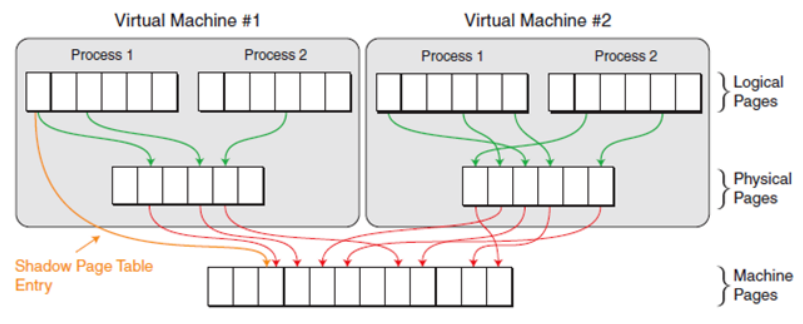 Virtual Machine #1
Virtual Machine #2
Process 1
Process 2
Process 1
Process 2
Logical
Pages
Physical
Pages
Shadow Page Table
Entry
Machine
Pages